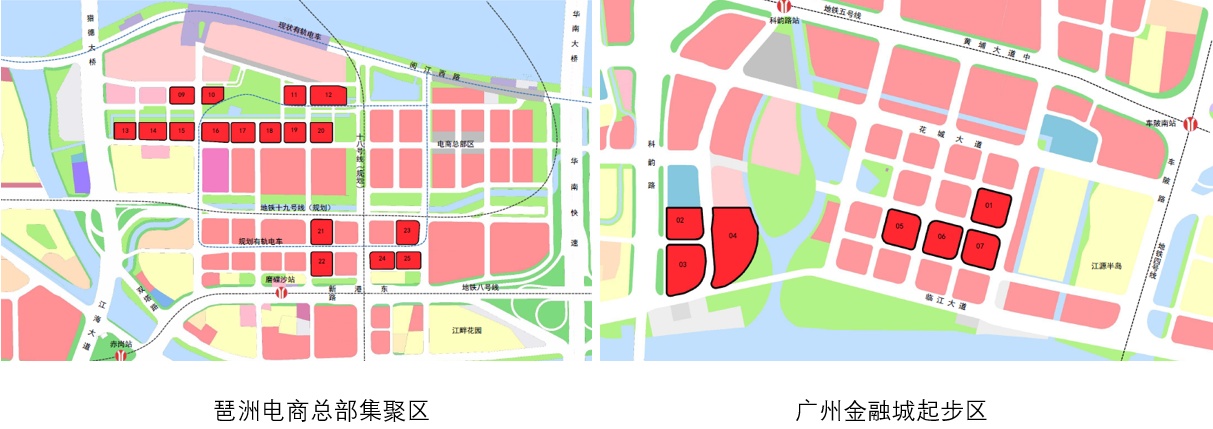 猎德大桥
现状有轨电车
阅江西路
华南大桥
09
10
11
12
13
14
15
16
17
18
19
20
十八号线(规划)
电商总部区
华南快速
地铁十九号线(规划)
21
23
规划有轨电车
22
24
25
磨碟沙站
新港东路
地铁八号线
双塔路
江海大道
赤岗站
江畔花园
琶洲电商总部集聚区
科韵路站
地铁五号线
黄埔大道中
车陂南站
花城大道
科韵路
车陂路
01
02
03
04
05
06
07
地铁四号线
江源半岛
临江大道
广州金融城起步区